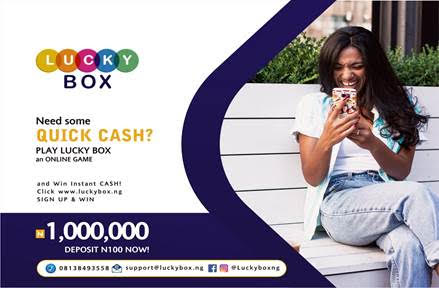 LUCKY
BOX
Need some
QUICK CASH?
PLAY LUCKY BOX
an ONLINE GAME
and Win Instant CASH!
Click www.luckybox.ng
SIGN UP & WIN
N 1,000,000
DEPOSIT N100 NOW!
08138493558 support@luckybox.ng @Luckyboxng